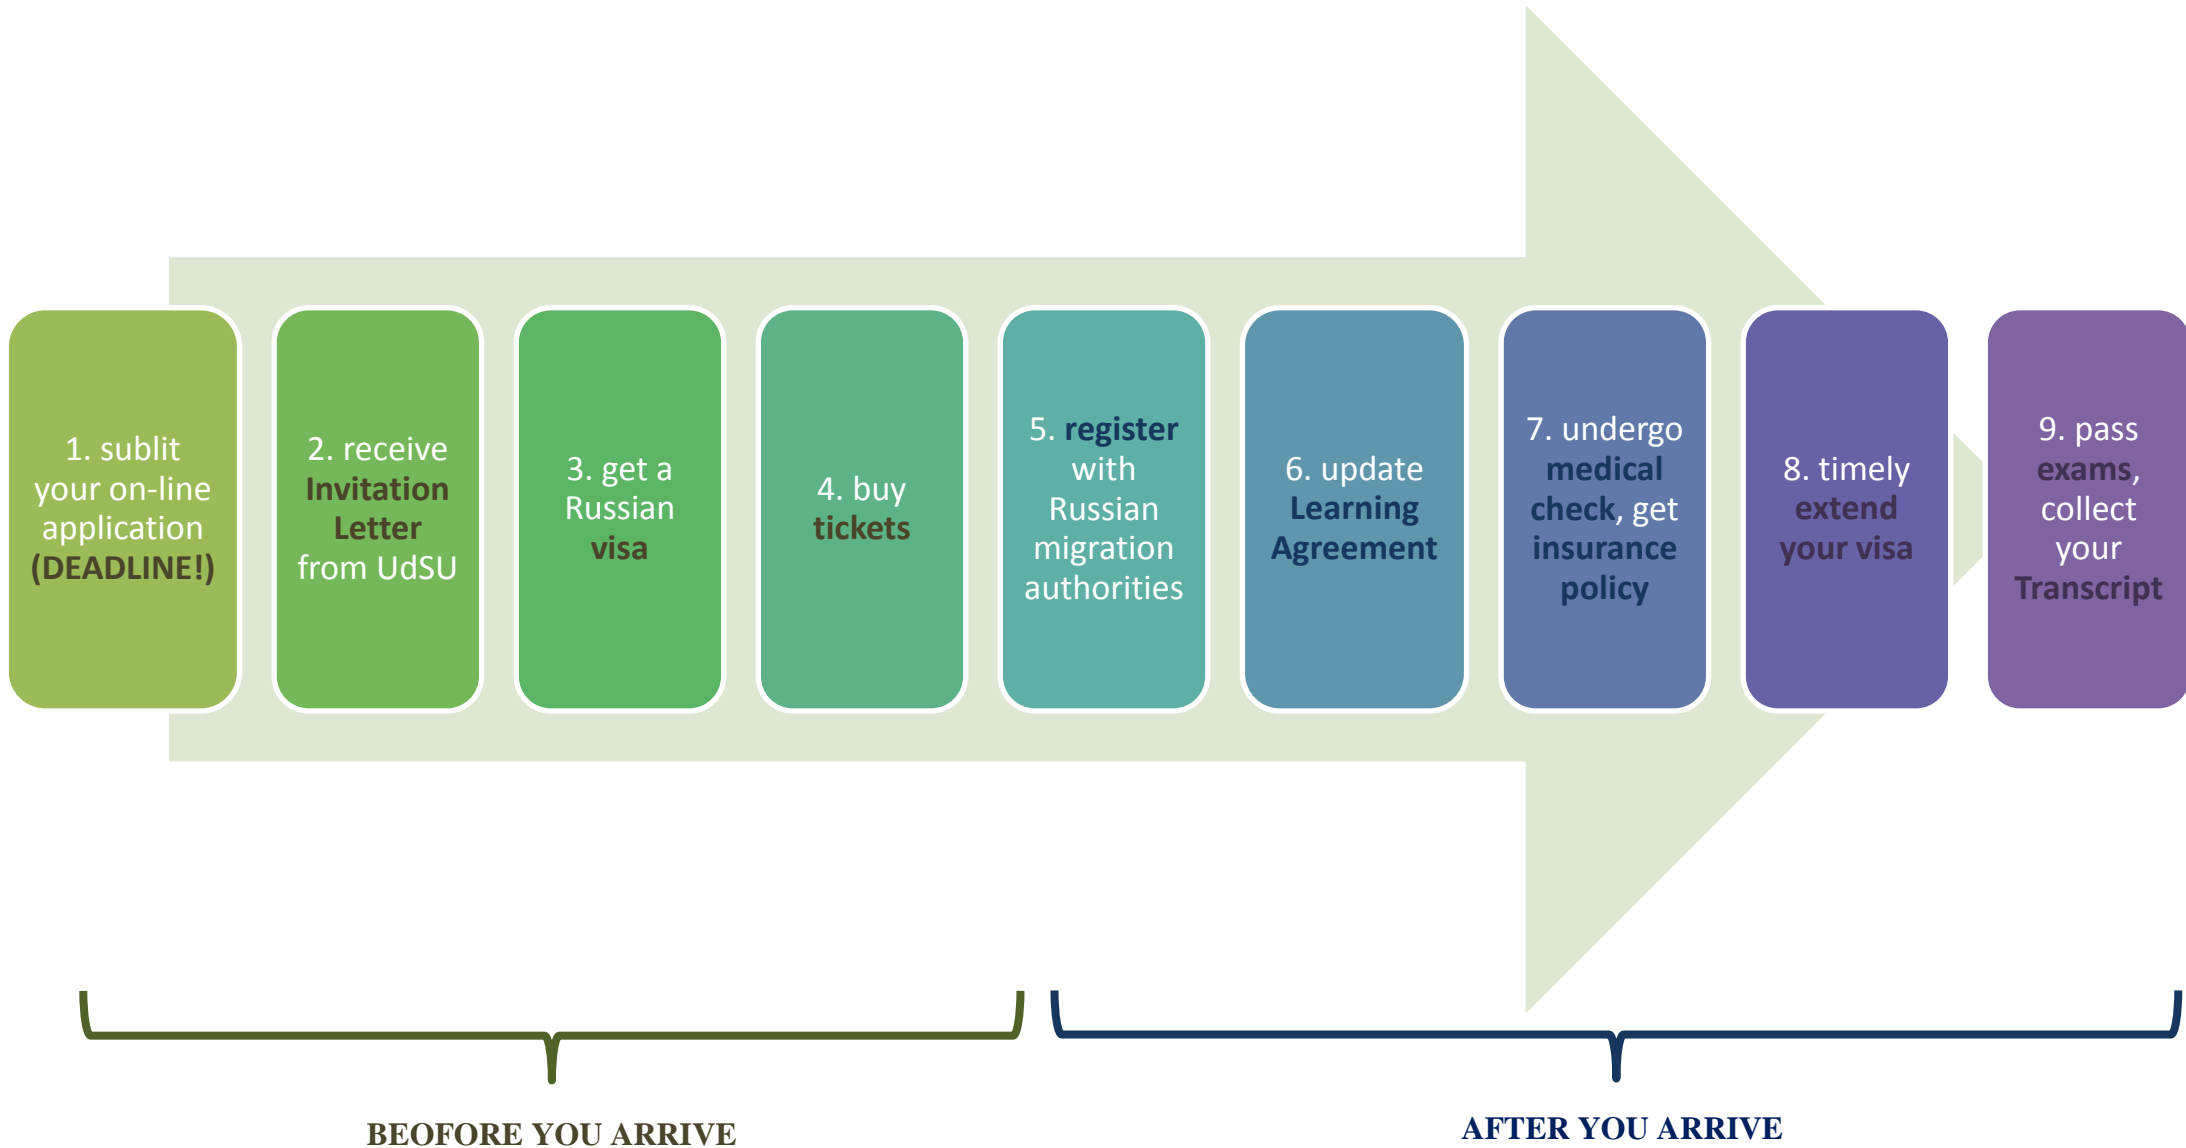 1. sublit
your on-line
application
(DEADLINE!)
2. receive
Invitation
Letter
from UdSU
3. get a
Russian
visa
4. buy
tickets
5. register
with
Russian
migration
authorities
6. update
Learning
Agreement
7. undergo
medical
check, get
insurance
policy
8. timely
extend
your visa
9. pass
exams,
collect
your
Transcript
BEOFORE YOU ARRIVE
AFTER YOU ARRIVE